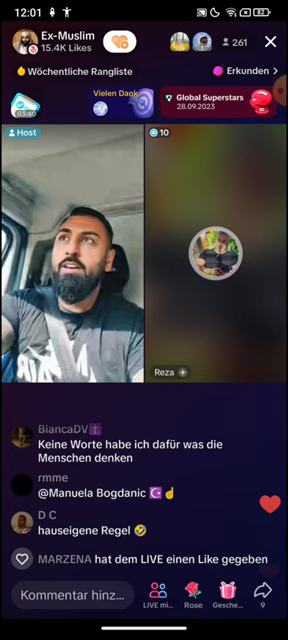 12:01
82
Ex-Muslim
15.4K Likes
261
Wöchentliche Rangliste
Erkunden >
03:40
Vielen Dank
Global Superstars
28.09.2023
Host
10
Reza +
BiancaDV
Keine Worte habe ich dafür was die
Menschen denken
rmme
@Manuela Bogdanic ☪️☝️
D C
hauseigene Regel 🤣
MARZENA hat dem LIVE einen Like gegeben
Kommentar hinz...
LIVE mi...
Rose
Gesche...
9